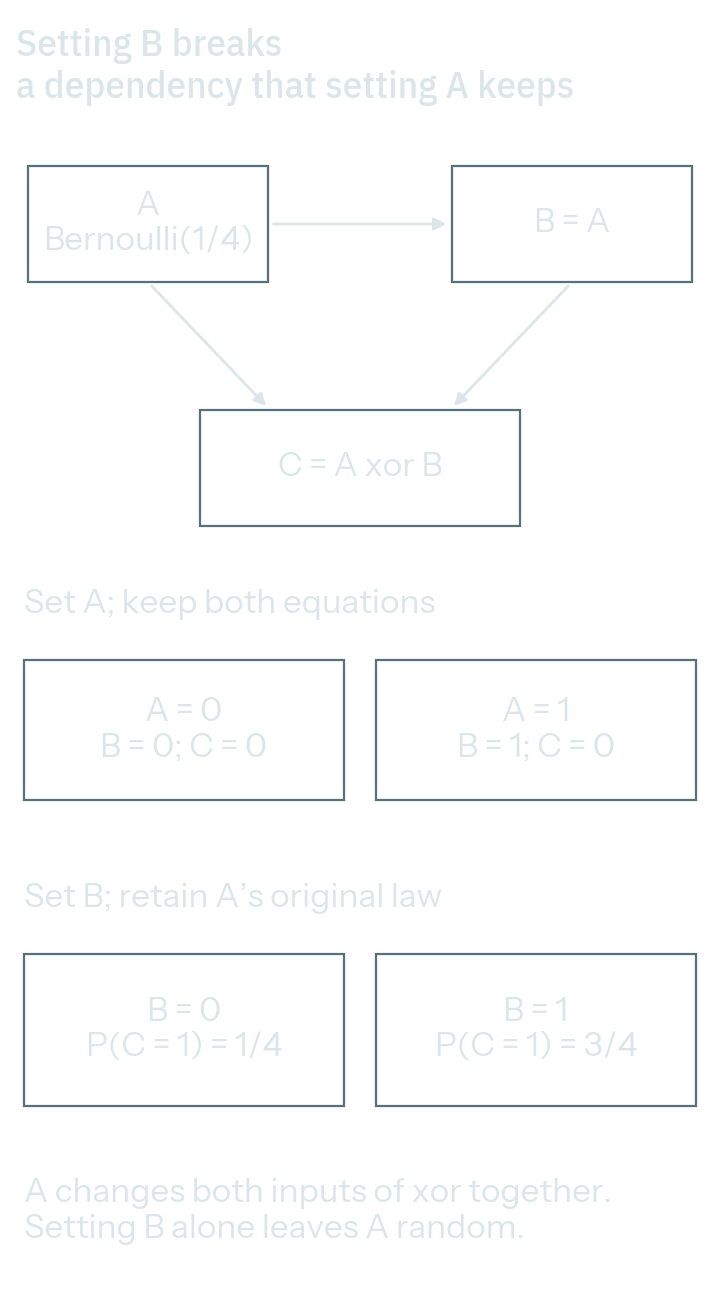 Setting B breaks
a dependency that setting A keeps
A
Bernoulli(1/4)
B = A
C = A xor B
Set A; keep both equations
A = 0
B = 0; C = 0
A = 1
B = 1; C = 0
Set B; retain A’s original law
B = 0
P(C = 1) = 1/4
B = 1
P(C = 1) = 3/4
A changes both inputs of xor together.
Setting B alone leaves A random.